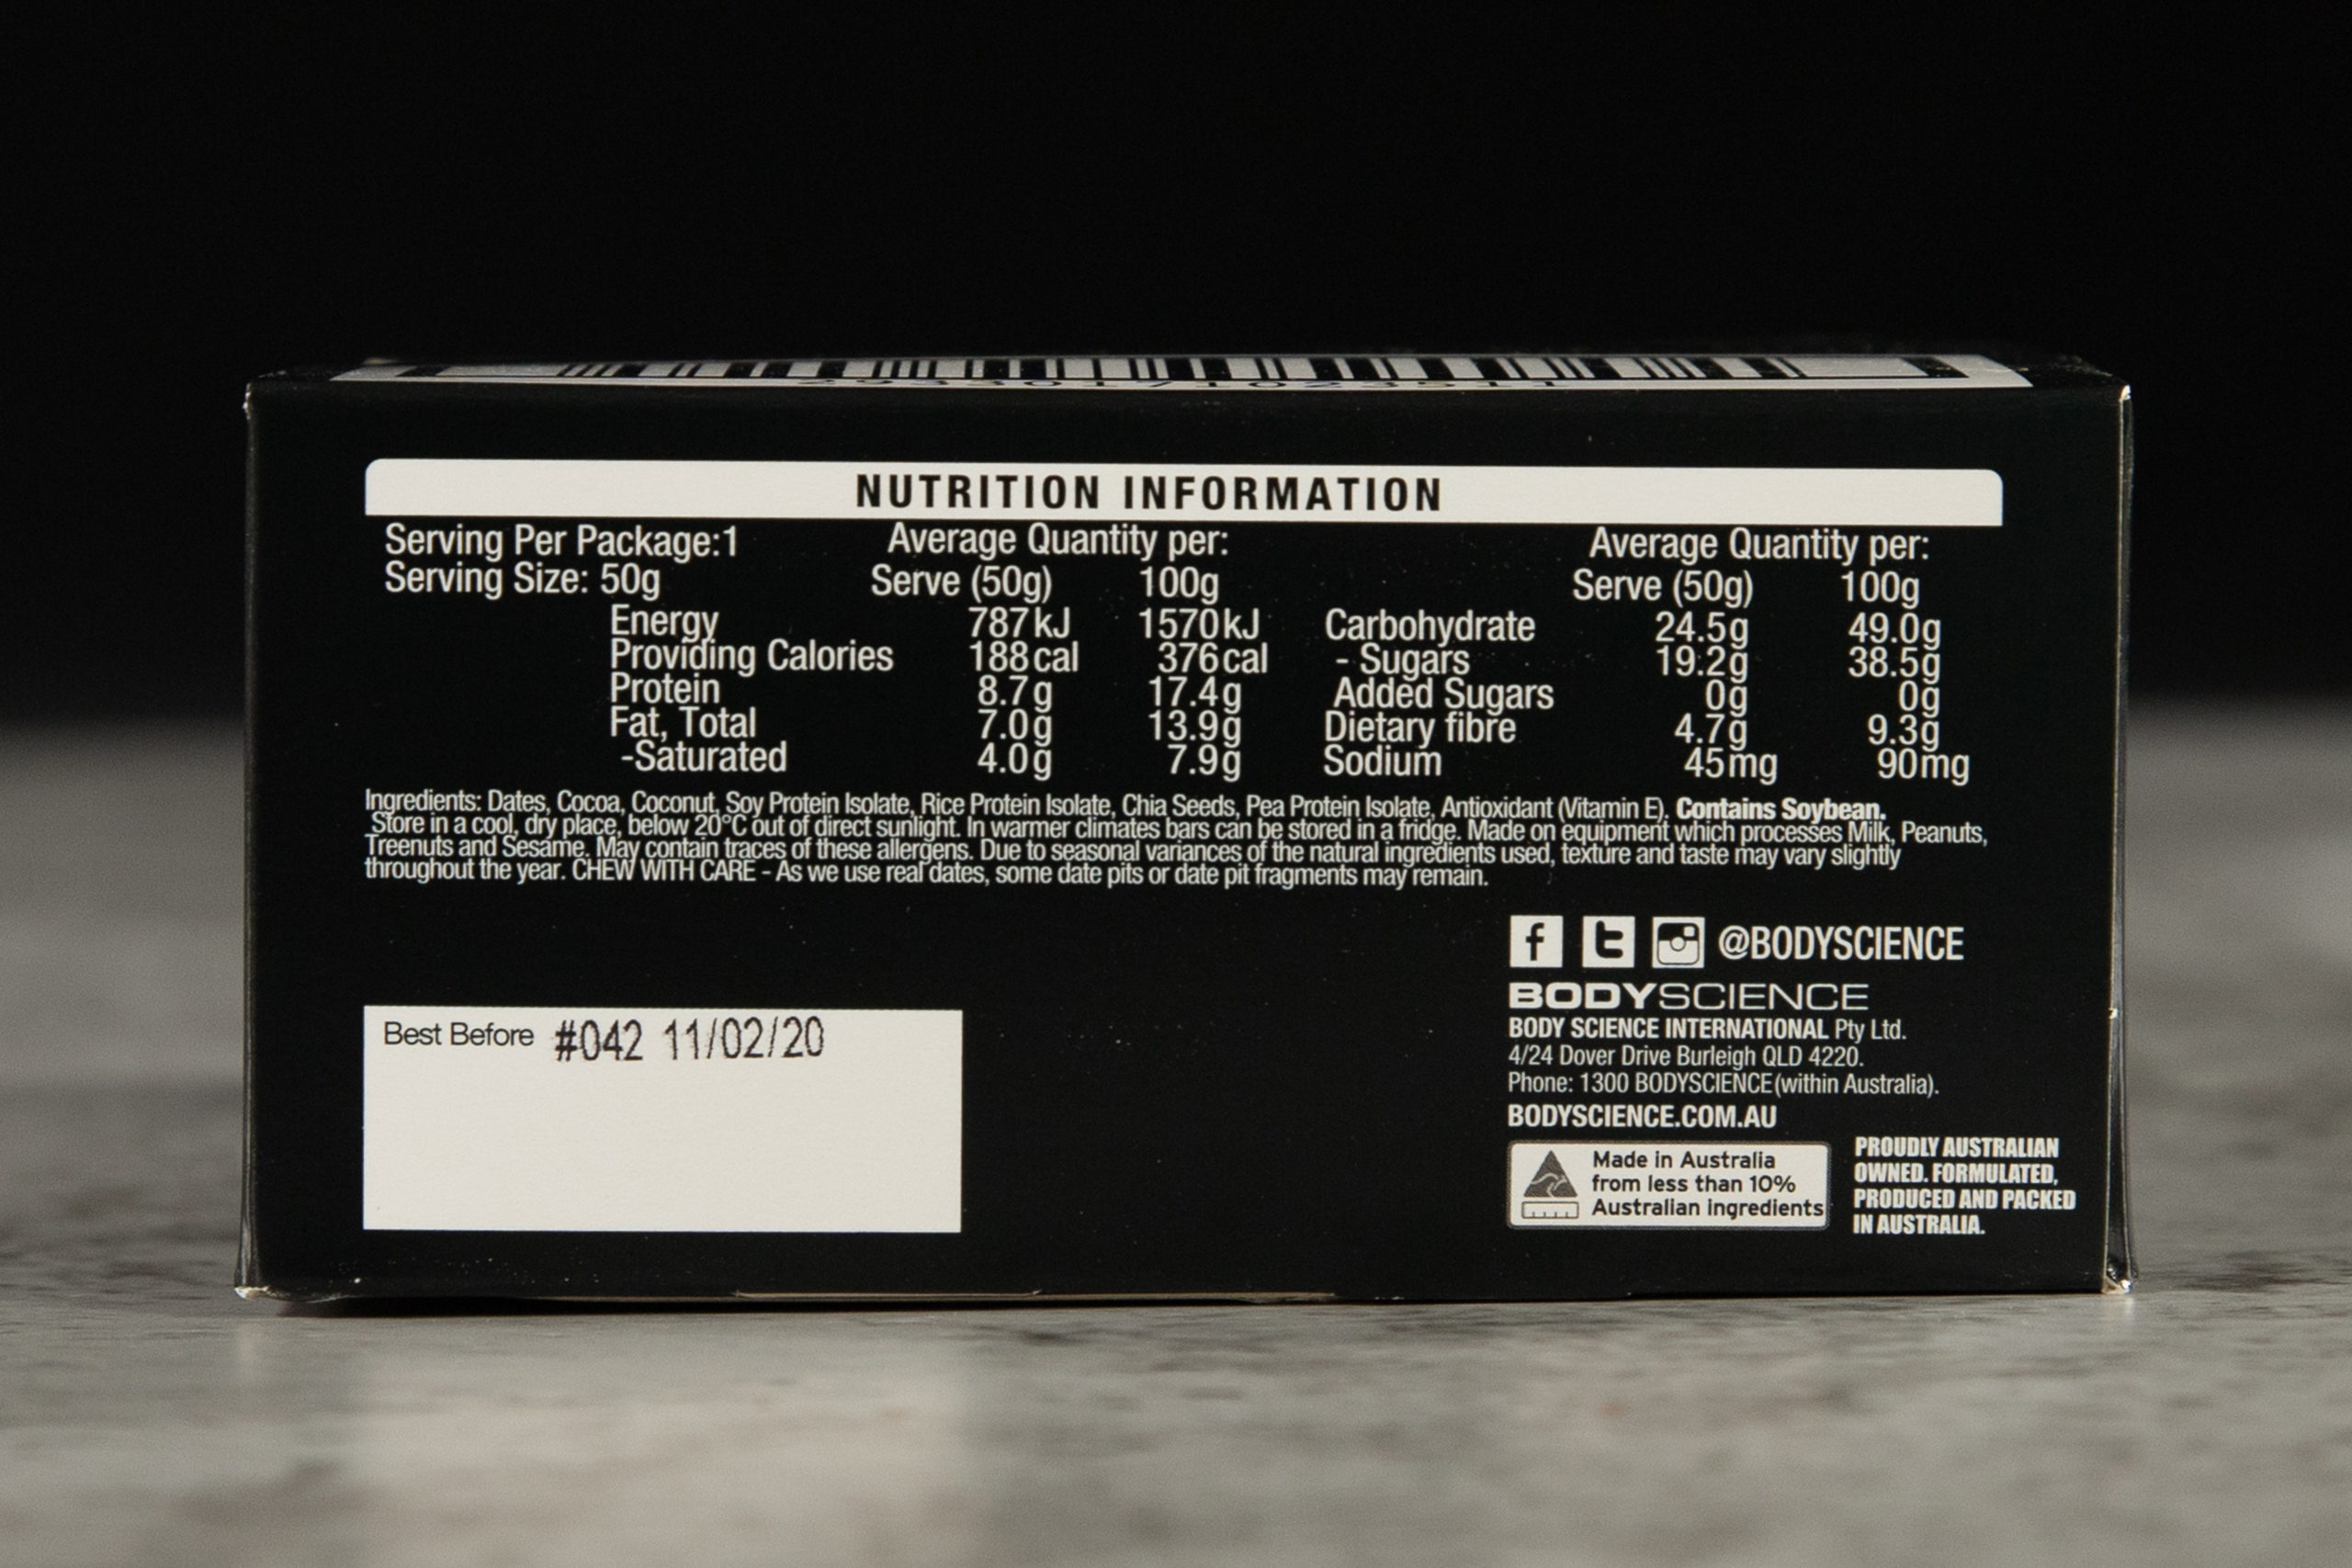 NUTRITION INFORMATION
Serving Per Package:1 Average Quantity per: Average Quantity per:
Serving Size: 50g Serve (50g) 100g Serve (50g) 100g
Energy 787kJ 1570kJ Carbohydrate 24.5g 49.0g
Providing Calories 188cal 376cal - Sugars 19.2g 38.5g
Protein 8.7g 17.4g Added Sugars 0g 0g
Fat, Total 7.0g 13.9g Dietary fibre 4.7g 9.3g
-Saturated 4.0g 7.9g Sodium 45mg 90mg
Ingredients: Dates, Cocoa, Coconut, Soy Protein Isolate, Rice Protein Isolate, Chia Seeds, Pea Protein Isolate, Antioxidant (Vitamin E). Contains Soybean.
Store in a cool, dry place, below 20°C out of direct sunlight. In warmer climates bars can be stored in a fridge. Made on equipment which processes Milk, Peanuts,
Treenuts and Sesame. May contain traces of these allergens. Due to seasonal variances of the natural ingredients used, texture and taste may vary slightly
throughout the year. CHEW WITH CARE - As we use real dates, some date pits or date pit fragments may remain.
@BODYSCIENCE
BODYSCIENCE
BODY SCIENCE INTERNATIONAL Pty Ltd.
4/24 Dover Drive Burleigh QLD 4220.
Phone: 1300 BODYSCIENCE (within Australia).
BODYSCIENCE.COM.AU
Best Before #042 11/02/20
Made in Australia
from less than 10%
Australian ingredients
PROUDLY AUSTRALIAN
OWNED. FORMULATED,
PRODUCED AND PACKED
IN AUSTRALIA.